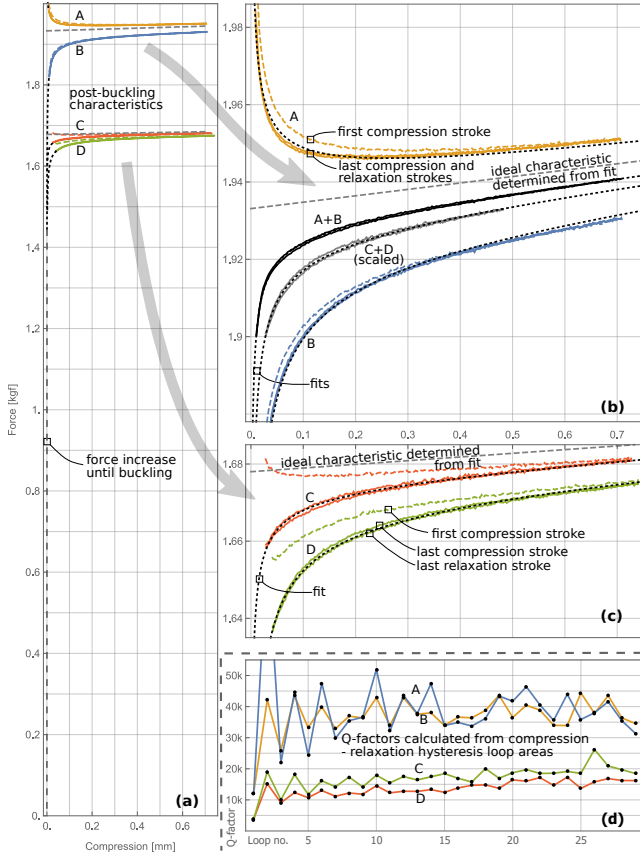 A
B
post-buckling
characteristics
C
D
force increase
until buckling
(a)
Force [kgf]
1.8
1.6
1.4
1.2
1.
0.8
0.6
0.4
0.2
0.
0.
0.2
0.4
0.6
Compression [mm]
1.98
1.96
1.94
1.92
1.9
A
first compression stroke
last compression and
relaxation strokes
ideal characteristic
determined from fit
A+B
C+D
(scaled)
B
fits
(b)
0.
0.1
0.2
0.3
0.4
0.5
0.6
0.7
1.68
1.66
1.64
ideal characteristic determined
from fit
C
D
first compression stroke
last compression stroke
last relaxation stroke
fit
(c)
50k
40k
30k
20k
10k
A
B
Q-factors calculated from compression
- relaxation hysteresis loop areas
C
D
(d)
Q-factor
Loop no.
5
10
15
20
25